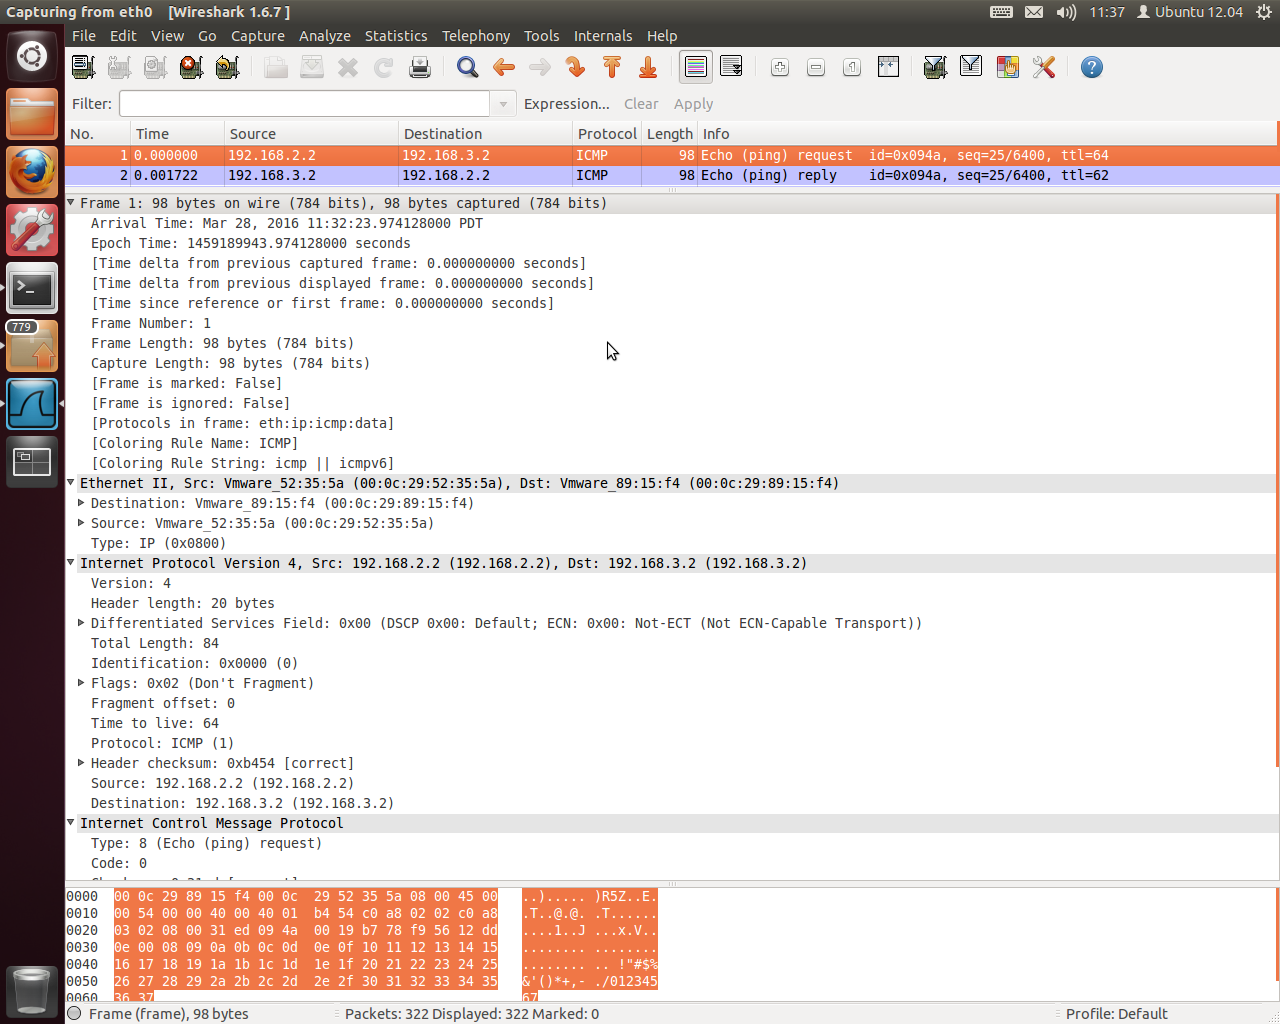 Capturing from eth0   [Wireshark 1.6.7 ]
11:37 Ubuntu 12.04
File Edit View Go Capture Analyze Statistics Telephony Tools Internals Help
Filter: Expression... Clear Apply
No. Time Source Destination Protocol Length Info
1 0.000000 192.168.2.2 192.168.3.2 ICMP 98 Echo (ping) request  id=0x094a, seq=25/6400, ttl=64
2 0.001722 192.168.3.2 192.168.2.2 ICMP 98 Echo (ping) reply    id=0x094a, seq=25/6400, ttl=62
Frame 1: 98 bytes on wire (784 bits), 98 bytes captured (784 bits)
Arrival Time: Mar 28, 2016 11:32:23.974128000 PDT
Epoch Time: 1459189943.974128000 seconds
[Time delta from previous captured frame: 0.000000000 seconds]
[Time delta from previous displayed frame: 0.000000000 seconds]
[Time since reference or first frame: 0.000000000 seconds]
Frame Number: 1
Frame Length: 98 bytes (784 bits)
Capture Length: 98 bytes (784 bits)
[Frame is marked: False]
[Frame is ignored: False]
[Protocols in frame: eth:ip:icmp:data]
[Coloring Rule Name: ICMP]
[Coloring Rule String: icmp || icmpv6]
Ethernet II, Src: Vmware_52:35:5a (00:0c:29:52:35:5a), Dst: Vmware_89:15:f4 (00:0c:29:89:15:f4)
Destination: Vmware_89:15:f4 (00:0c:29:89:15:f4)
Source: Vmware_52:35:5a (00:0c:29:52:35:5a)
Type: IP (0x0800)
Internet Protocol Version 4, Src: 192.168.2.2 (192.168.2.2), Dst: 192.168.3.2 (192.168.3.2)
Version: 4
Header length: 20 bytes
Differentiated Services Field: 0x00 (DSCP 0x00: Default; ECN: 0x00: Not-ECT (Not ECN-Capable Transport))
Total Length: 84
Identification: 0x0000 (0)
Flags: 0x02 (Don't Fragment)
Fragment offset: 0
Time to live: 64
Protocol: ICMP (1)
Header checksum: 0xb454 [correct]
Source: 192.168.2.2 (192.168.2.2)
Destination: 192.168.3.2 (192.168.3.2)
Internet Control Message Protocol
Type: 8 (Echo (ping) request)
Code: 0
779
0000 00 0c 29 89 15 f4 00 0c  29 52 35 5a 08 00 45 00 ..)..... )R5Z..E.
0010 00 54 00 00 40 00 40 01  b4 54 c0 a8 02 02 c0 a8 .T..@.@. .T......
0020 03 02 08 00 31 ed 09 4a  00 19 b7 78 f9 56 12 dd ....1..J ...x.V..
0030 0e 00 08 09 0a 0b 0c 0d  0e 0f 10 11 12 13 14 15 ........ ........
0040 16 17 18 19 1a 1b 1c 1d  1e 1f 20 21 22 23 24 25 ........ .. !"#$%
0050 26 27 28 29 2a 2b 2c 2d  2e 2f 30 31 32 33 34 35 &'()*+,- ./012345
0060 36 37 67
Frame (frame), 98 bytes Packets: 322 Displayed: 322 Marked: 0 Profile: Default